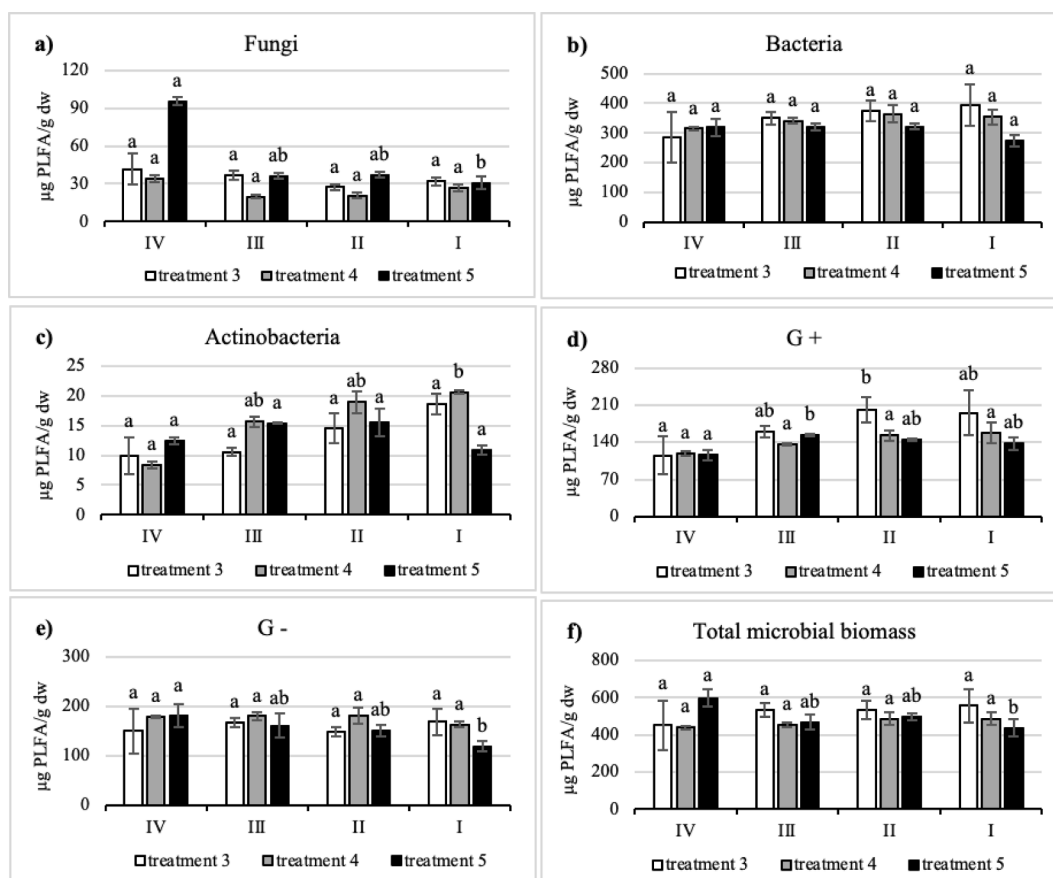 a) Fungi
µg PLFA/g dw
120
90
60
30
0
a a a
a a ab
a a ab
a a b
IV III II I
treatment 3 treatment 4 treatment 5
b) Bacteria
µg PLFA/g dw
500
400
300
200
100
0
a a a
a a a
a a a
a a a
IV III II I
treatment 3 treatment 4 treatment 5
c) Actinobacteria
µg PLFA/g dw
25
20
15
10
5
0
a a a
a ab a
a ab a
a b a
IV III II I
treatment 3 treatment 4 treatment 5
d) G +
µg PLFA/g dw
280
210
140
70
0
a a a
ab a b
b a ab
ab a ab
IV III II I
treatment 3 treatment 4 treatment 5
e) G -
µg PLFA/g dw
300
200
100
0
a a a
a a ab
a a ab
a a b
IV III II I
treatment 3 treatment 4 treatment 5
f) Total microbial biomass
µg PLFA/g dw
800
600
400
200
0
a a a
a a ab
a a ab
a a b
IV III II I
treatment 3 treatment 4 treatment 5